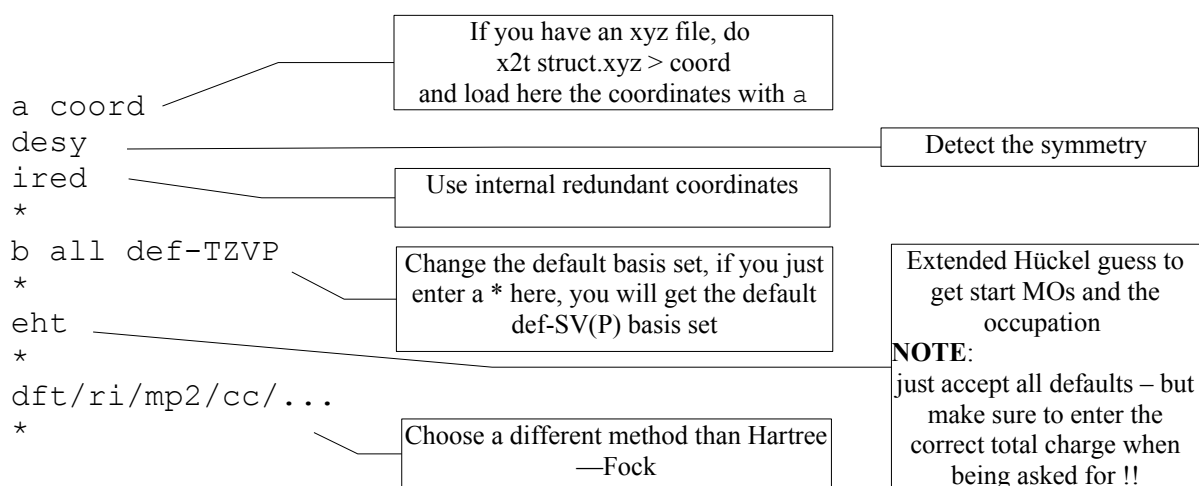 If you have an xyz file, do
x2t struct.xyz > coord
and load here the coordinates with a
a coord
desy
Detect the symmetry
ired
Use internal redundant coordinates
*
b all def-TZVP
Change the default basis set, if you just
enter a * here, you will get the default
def-SV(P) basis set
*
eht
Extended Hückel guess to
get start MOs and the
occupation
NOTE:
just accept all defaults – but
make sure to enter the
correct total charge when
being asked for !!
*
dft/ri/mp2/cc/...
*
Choose a different method than Hartree
—Fock